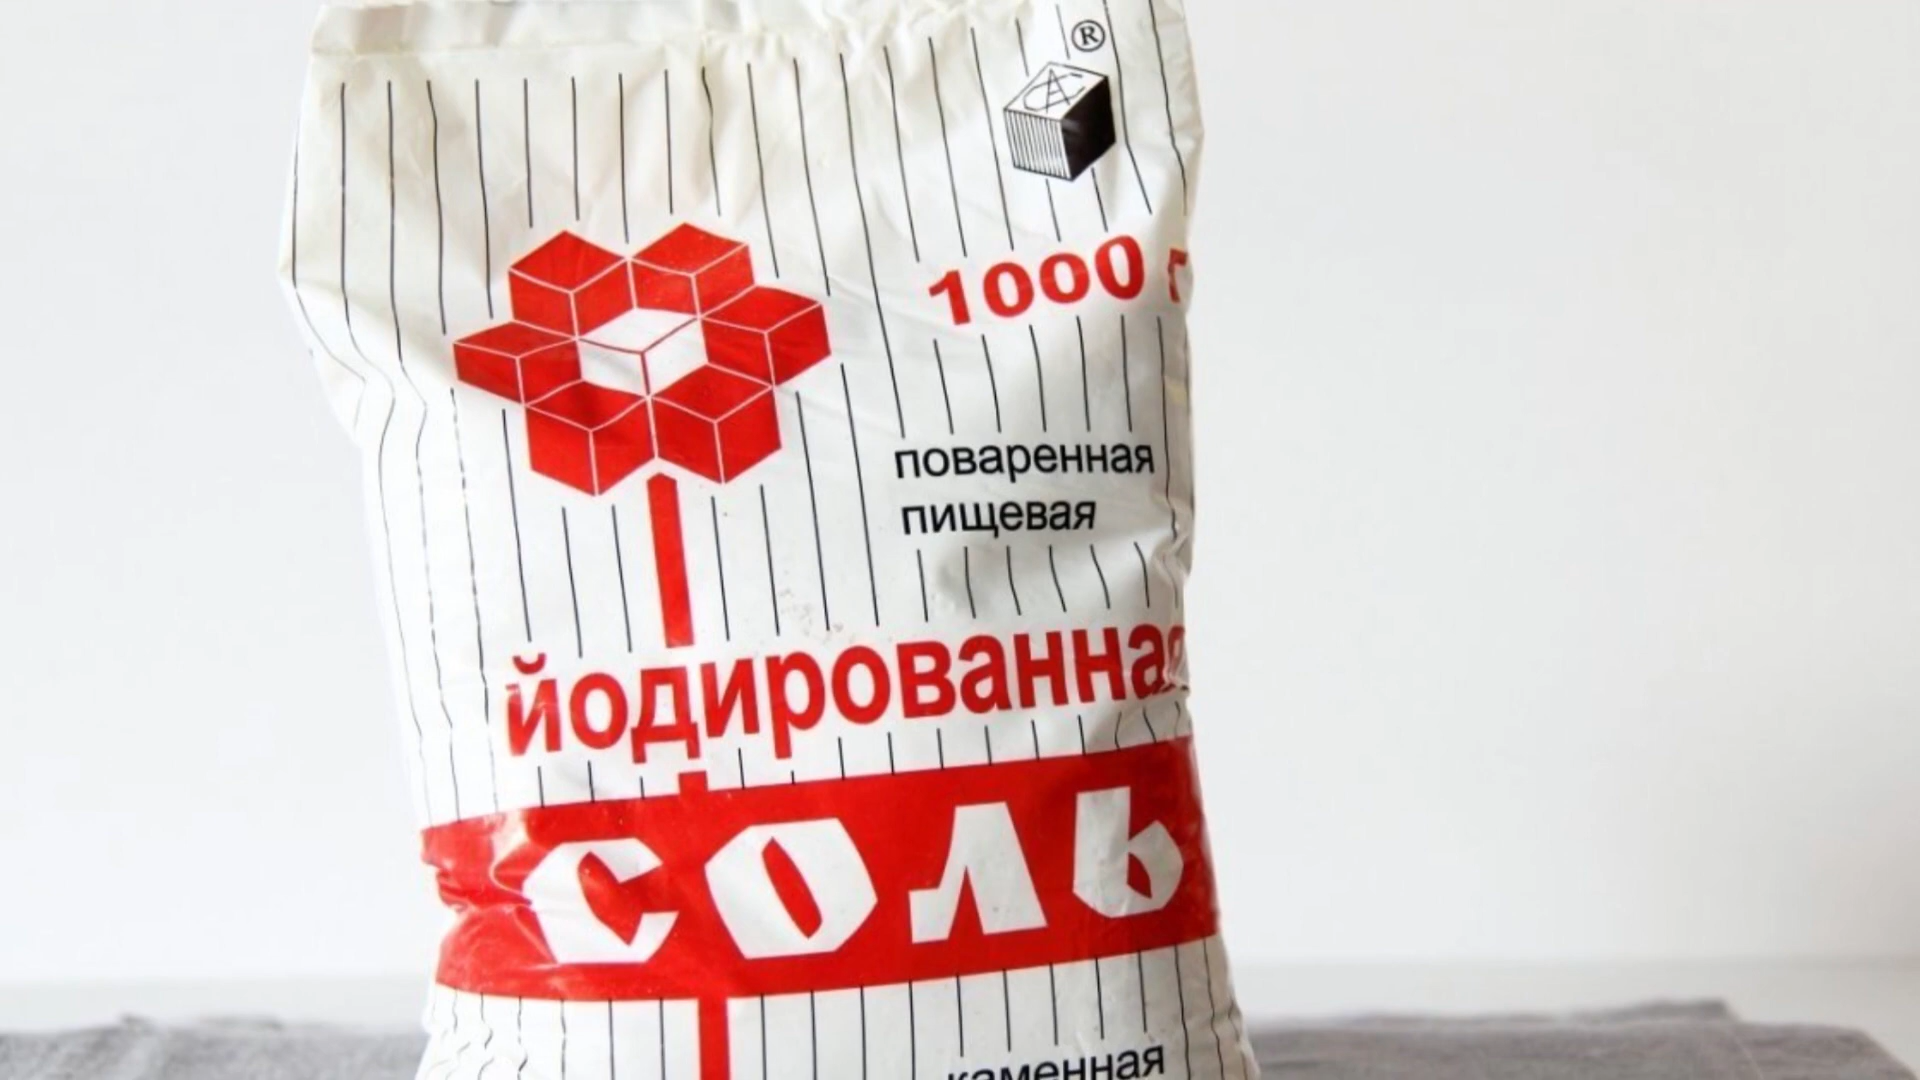 ®
1000 г
поваренная
пищевая
йодированная
СОЛЬ
каменная